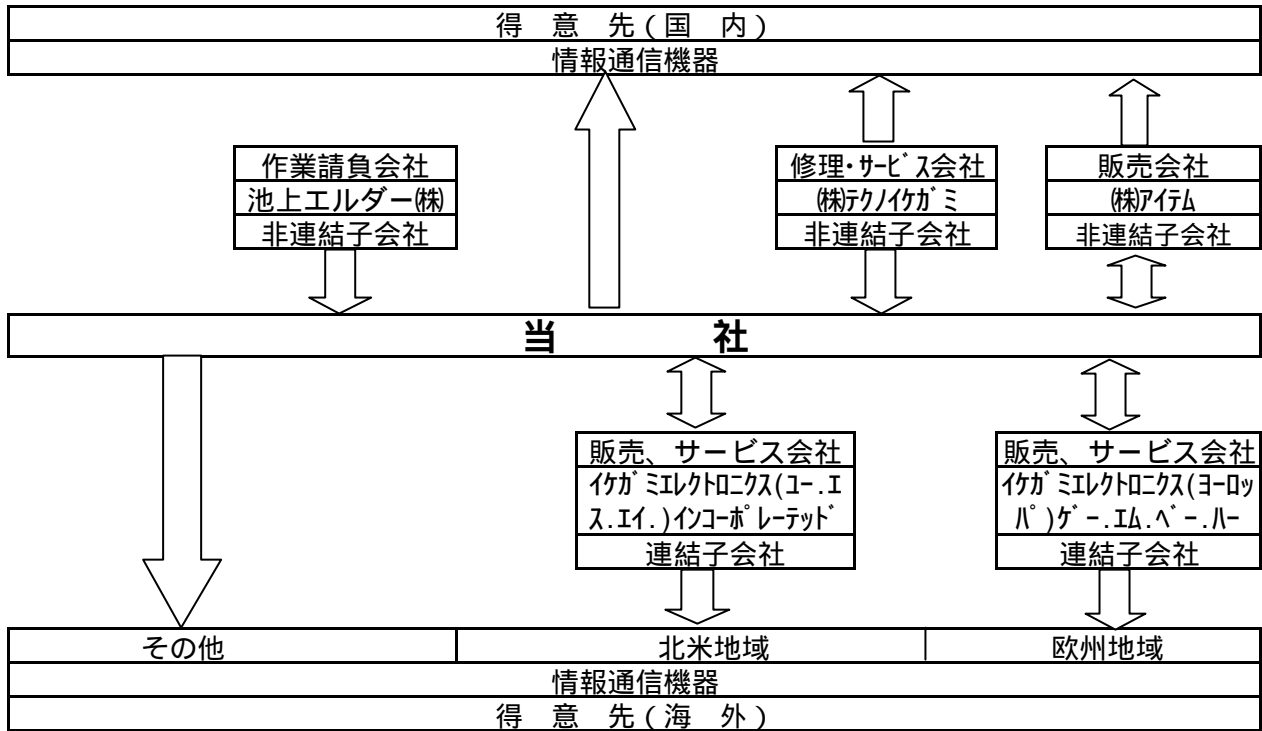 得　意　先(国　内)
情報通信機器
作業請負会社
池上エルダー㈱
非連結子会社
修理・ｻｰﾋﾞｽ会社
㈱ﾃｸﾉｲｹｶﾞﾐ
非連結子会社
販売会社
㈱ｱｲﾃﾑ
非連結子会社
当　社
販売、サービス会社
ｲｹｶﾞﾐｴﾚｸﾄﾛﾆｸｽ(ﾕｰ.ｴ
ｽ.ｴｲ.)ｲﾝｺｰﾎﾟﾚｰﾃｯﾄﾞ
連結子会社
販売、サービス会社
ｲｹｶﾞﾐｴﾚｸﾄﾛﾆｸｽ(ﾖｰﾛｯ
ﾊﾟ)ｹﾞｰ.ｴﾑ.ﾍﾞｰ.ﾊｰ
連結子会社
その他
北米地域
欧州地域
情報通信機器
得　意　先(海　外)